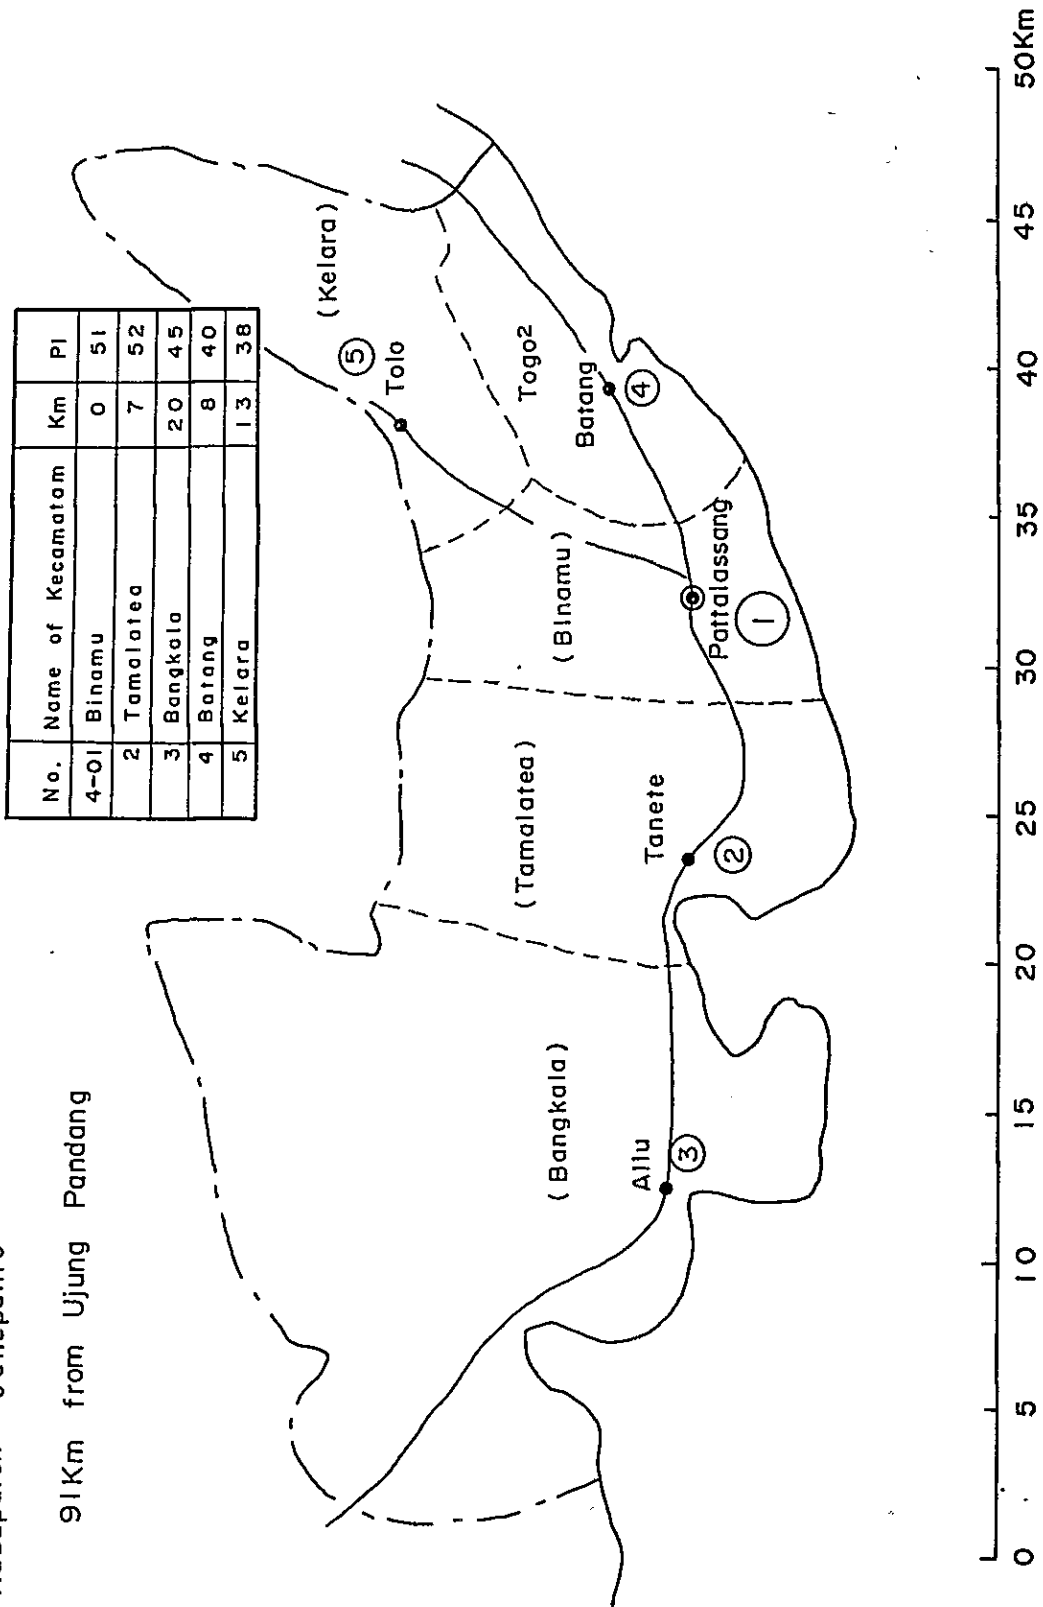 91Km from Ujung Pandang
No. Name of Kecamatam Km Pl
4-01 Binamu 0 51
2 Tamalatea 7 52
3 Bangkala 20 45
4 Batang 8 40
5 Kelara 13 38
(Kelara)
5
Tolo
Togo2
Batang
4
(Binamu)
Pattalassang
1
(Tamalatea)
Tanete
2
(Bangkala)
Allu
3
0 5 10 15 20 25 30 35 40 45 50Km